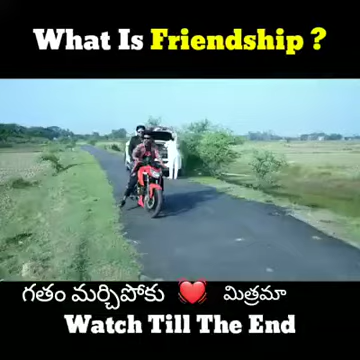 What Is Friendship ?
గతం మర్చిపోకు ❤️ మిత్రమా
Watch Till The End